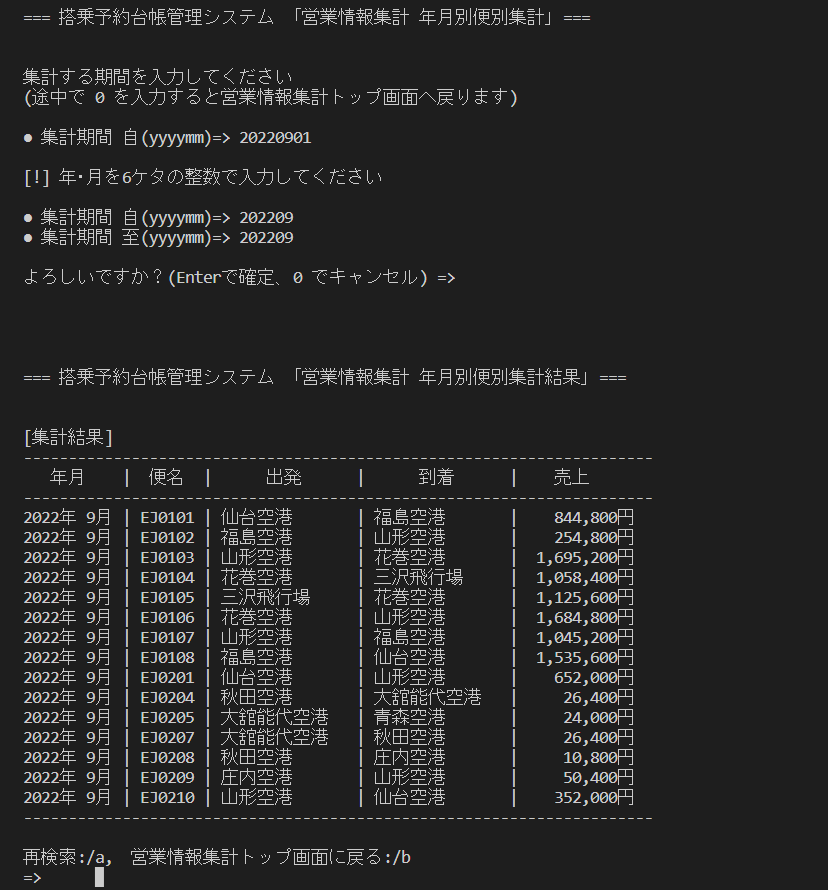 === 搭乗予約台帳管理システム 「営業情報集計 年月別便別集計」===
集計する期間を入力してください
(途中で 0 を入力すると営業情報集計トップ画面へ戻ります)
● 集計期間 自(yyyymm)=> 20220901
[!] 年・月を6ケタの整数で入力してください
● 集計期間 自(yyyymm)=> 202209
● 集計期間 至(yyyymm)=> 202209
よろしいですか？(Enterで確定、0 でキャンセル) =>
=== 搭乗予約台帳管理システム 「営業情報集計 年月別便別集計結果」===
[集計結果]
----------------------------------------------------------------------
年月 | 便名 | 出発 | 到着 | 売上
----------------------------------------------------------------------
2022年 9月 | EJ0101 | 仙台空港 | 福島空港 | 844,800円
2022年 9月 | EJ0102 | 福島空港 | 山形空港 | 254,800円
2022年 9月 | EJ0103 | 山形空港 | 花巻空港 | 1,695,200円
2022年 9月 | EJ0104 | 花巻空港 | 三沢飛行場 | 1,058,400円
2022年 9月 | EJ0105 | 三沢飛行場 | 花巻空港 | 1,125,600円
2022年 9月 | EJ0106 | 花巻空港 | 山形空港 | 1,684,800円
2022年 9月 | EJ0107 | 山形空港 | 福島空港 | 1,045,200円
2022年 9月 | EJ0108 | 福島空港 | 仙台空港 | 1,535,600円
2022年 9月 | EJ0201 | 仙台空港 | 山形空港 | 652,000円
2022年 9月 | EJ0204 | 秋田空港 | 大舘能代空港 | 26,400円
2022年 9月 | EJ0205 | 大舘能代空港 | 青森空港 | 24,000円
2022年 9月 | EJ0207 | 大舘能代空港 | 秋田空港 | 26,400円
2022年 9月 | EJ0208 | 秋田空港 | 庄内空港 | 10,800円
2022年 9月 | EJ0209 | 庄内空港 | 山形空港 | 50,400円
2022年 9月 | EJ0210 | 山形空港 | 仙台空港 | 352,000円
----------------------------------------------------------------------
再検索:/a, 営業情報集計トップ画面に戻る:/b
=>